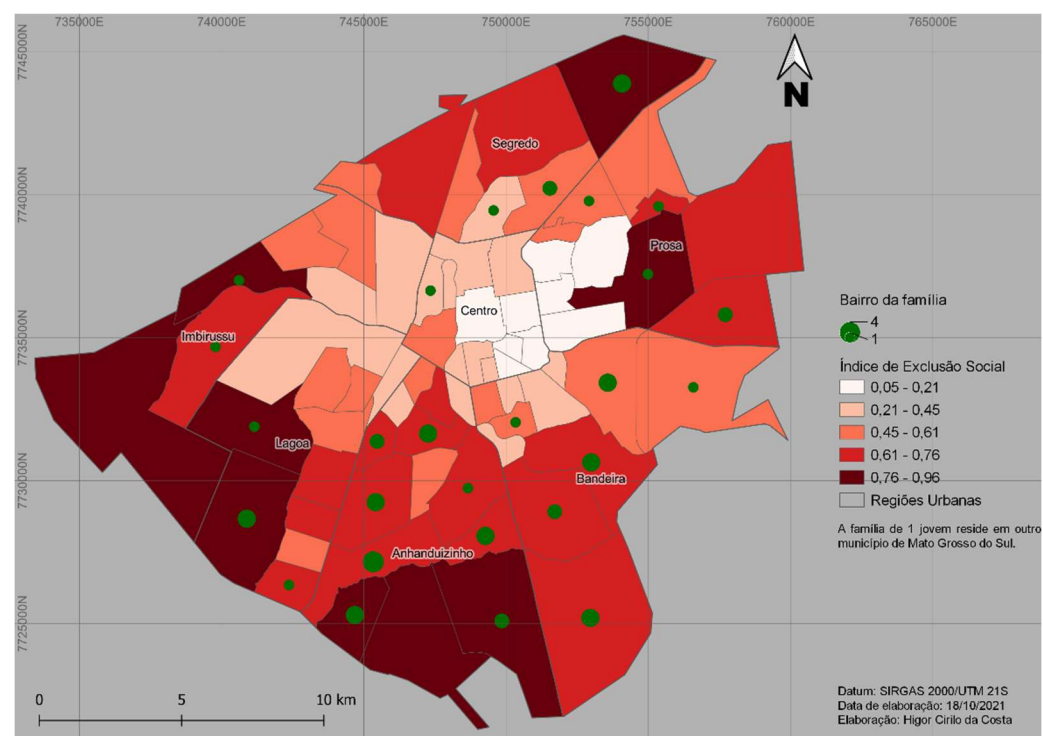 735000E 740000E 745000E 750000E 755000E 760000E 765000E
7745000N
N
Segredo
7740000N
Prosa
Bairro da família
4
1
Centro
7735000N
Imbirussu
Índice de Exclusão Social
0,05 - 0,21
0,21 - 0,45
0,45 - 0,61
0,61 - 0,76
0,76 - 0,96
Regiões Urbanas
Lagoa
7730000N
Bandeira
A família de 1 jovem reside em outro
município de Mato Grosso do Sul.
Anhanduizinho
7725000N
0 5 10 km
Datum: SIRGAS 2000/UTM 21S
Data de elaboração: 18/10/2021
Elaboração: Higor Cirilo da Costa